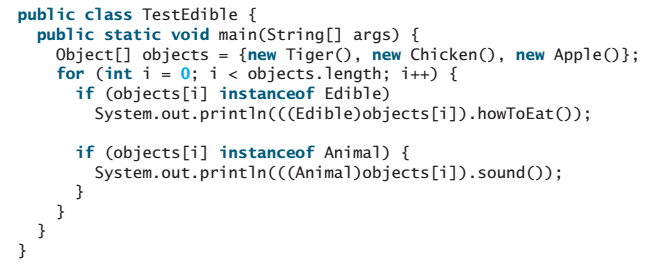 public class TestEdible {
  public static void main(String[] args) {
    Object[] objects = {new Tiger(), new Chicken(), new Apple()};
    for (int i = 0; i < objects.length; i++) {
      if (objects[i] instanceof Edible)
        System.out.println(((Edible)objects[i]).howToEat());

      if (objects[i] instanceof Animal) {
        System.out.println(((Animal)objects[i]).sound());
      }
    }
  }
}